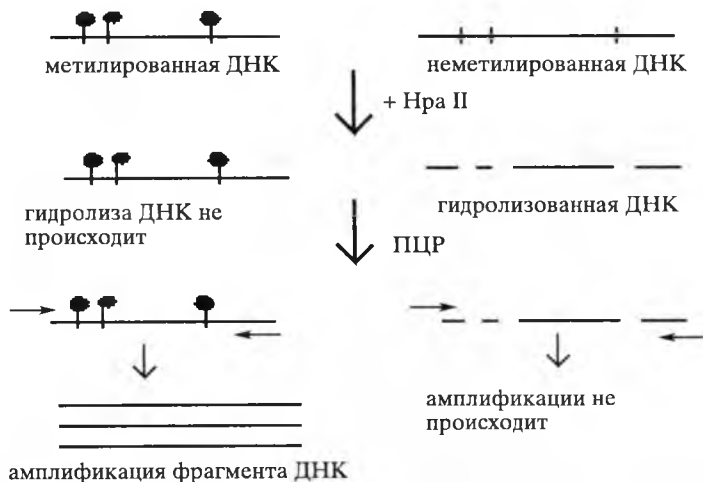 метилированная ДНК
неметилированная ДНК
+ Hpa II
гидролиза ДНК не
происходит
гидролизованная ДНК
ПЦР
амплификации не
происходит
амплификация фрагмента ДНК